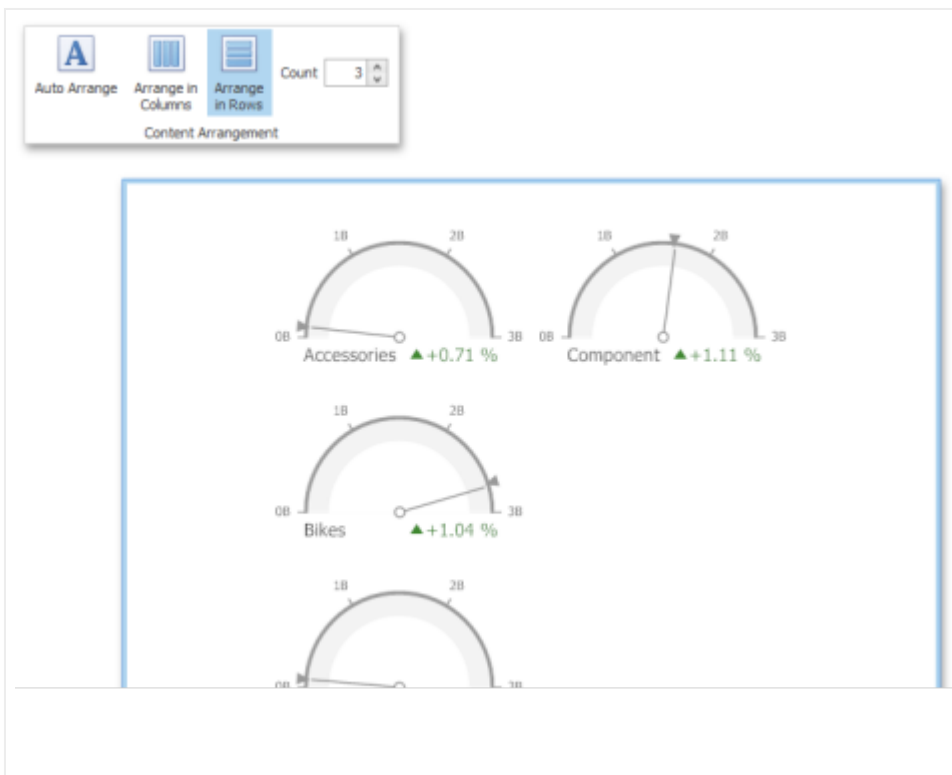 A
Auto Arrange
Arrange in
Columns
Arrange
in Rows
Count 3
Content Arrangement
1B 2B 1B 2B
0B 3B 0B 3B
Accessories +0.71 % Component +1.11 %
1B 2B
0B 3B
Bikes +1.04 %
1B 2B